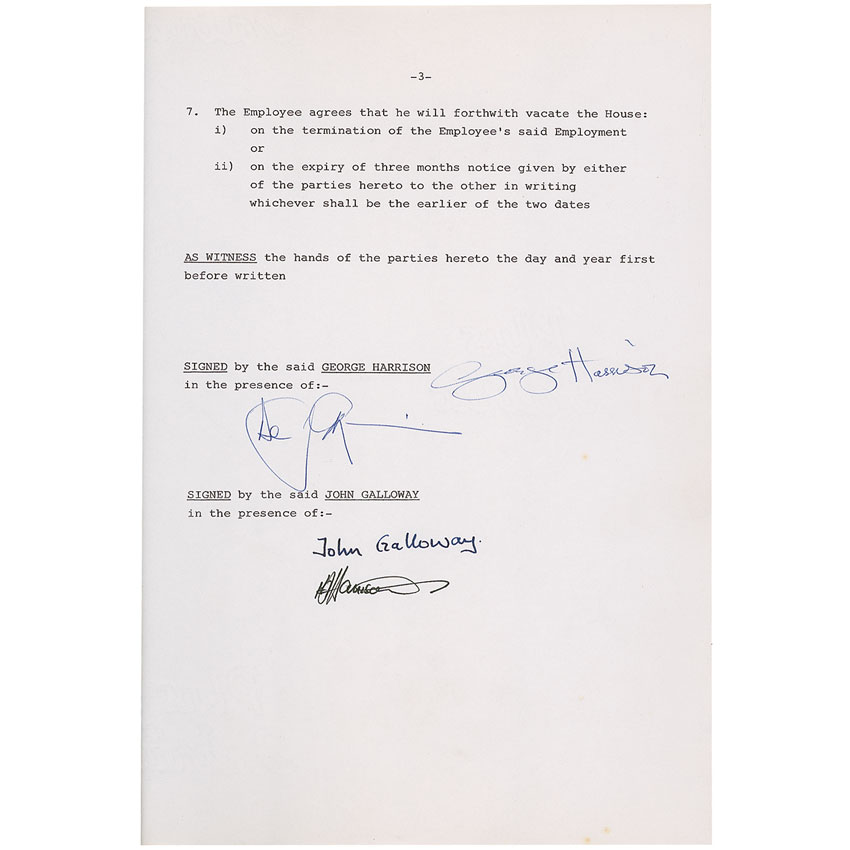 -3-
7. The Employee agrees that he will forthwith vacate the House:
i) on the termination of the Employee's said Employment
or
ii) on the expiry of three months notice given by either
of the parties hereto to the other in writing
whichever shall be the earlier of the two dates
AS WITNESS the hands of the parties hereto the day and year first
before written
SIGNED by the said GEORGE HARRISON
George Harrison
in the presence of:-
SIGNED by the said JOHN GALLOWAY
in the presence of:-
John Galloway.
Harrison